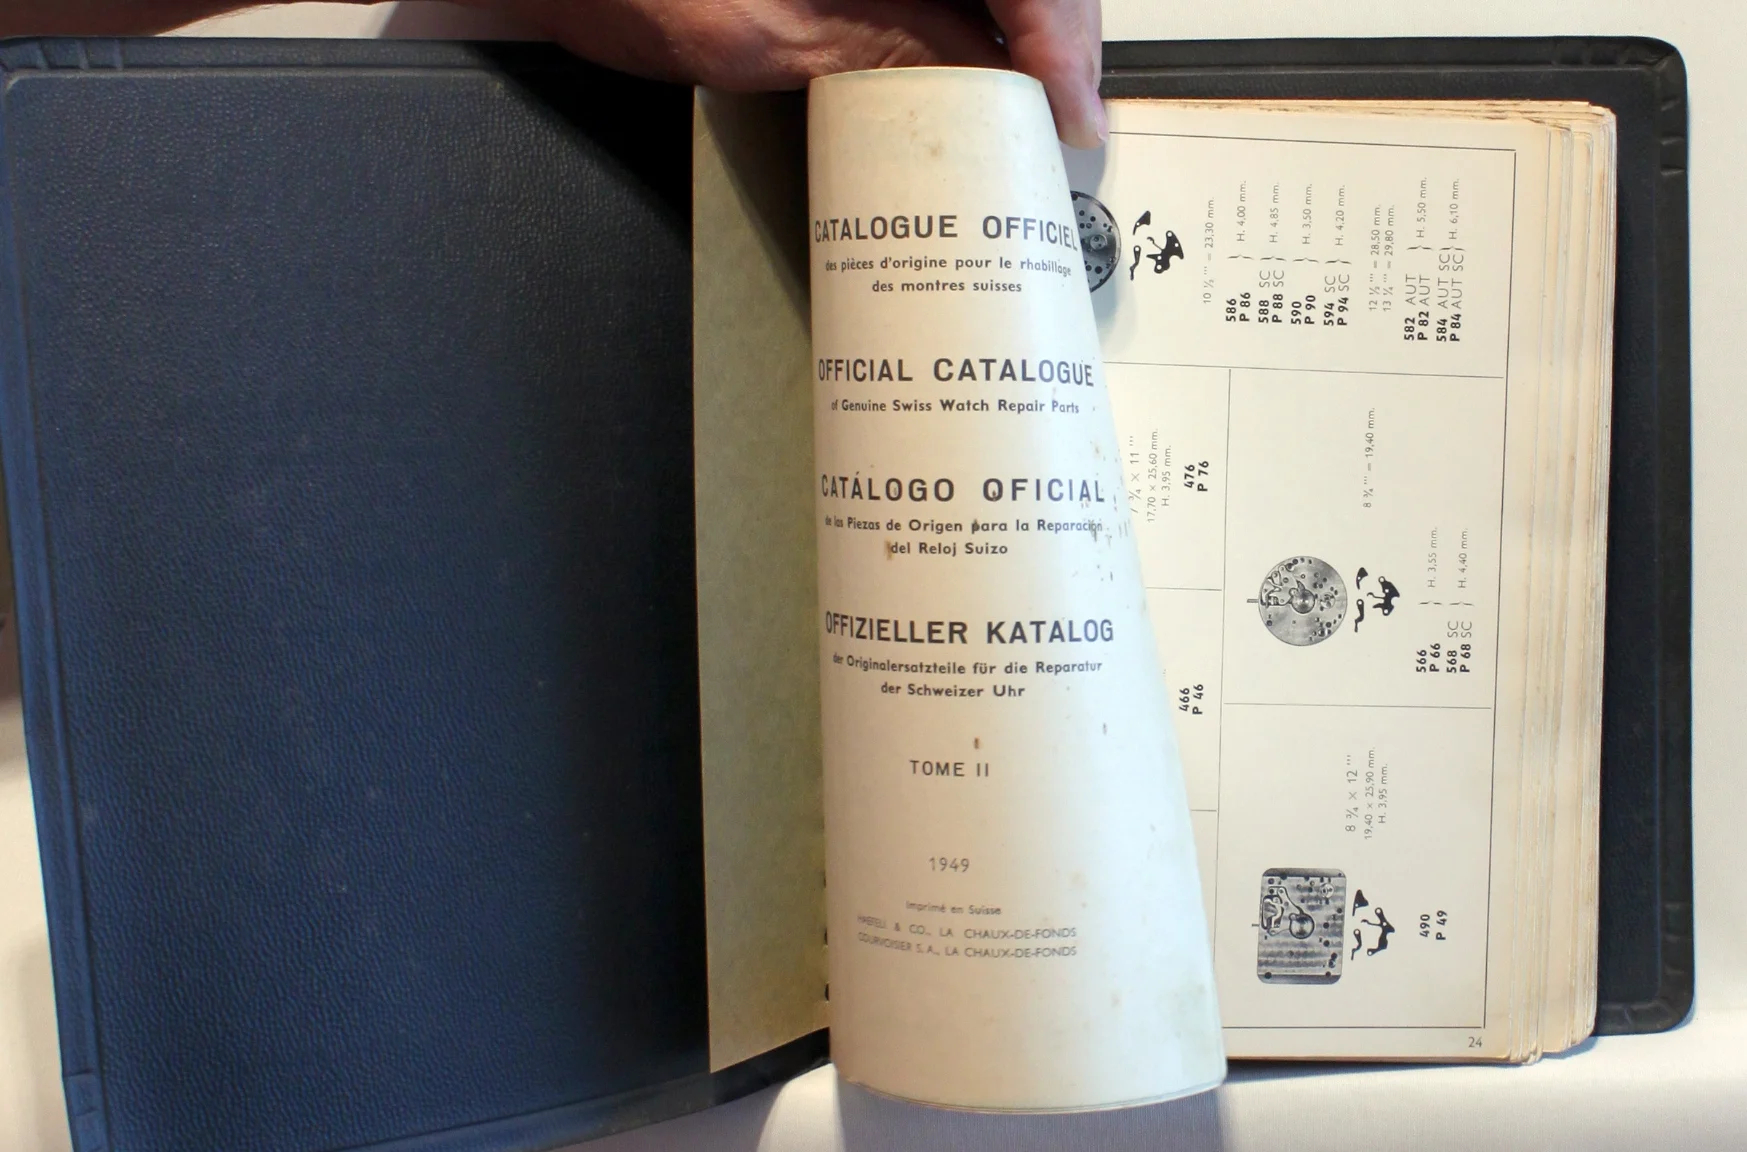 CATALOGUE OFFICIEL
des pièces d'origine pour le rhabillage
des montres suisses
OFFICIAL CATALOGUE
of Genuine Swiss Watch Repair Parts
CATÁLOGO OFICIAL
de las Piezas de Origen para la Reparación
del Reloj Suizo
OFFIZIELLER KATALOG
der Originalersatzteile für die Reparatur
der Schweizer Uhr
TOME II
1949
Imprimé en Suisse
HAEFELI & CO., LA CHAUX-DE-FONDS
COURVOISIER S.A., LA CHAUX-DE-FONDS
10 ½ ''' = 23,30 mm.
586
P 86 } H. 4,00 mm.
588 SC
P 88 SC } H. 4,85 mm.
590
P 90 } H. 3,50 mm.
594 SC
P 94 SC } H. 4,20 mm.
12 ½ ''' = 28,50 mm.
13 ¼ ''' = 29,80 mm.
582 AUT
P 82 AUT } H. 5,50 mm.
584 AUT SC
P 84 AUT SC } H. 6,10 mm.
¾ × 11 '''
17,70 × 25,60 mm.
H. 3,95 mm.
476
P 76
8 ¾ ''' = 19,40 mm.
566
P 66 } H. 3,55 mm.
568 SC
P 68 SC } H. 4,40 mm.
466
P 46
8 ¾ × 12 '''
19,40 × 25,90 mm.
H. 3,95 mm.
490
P 49
24